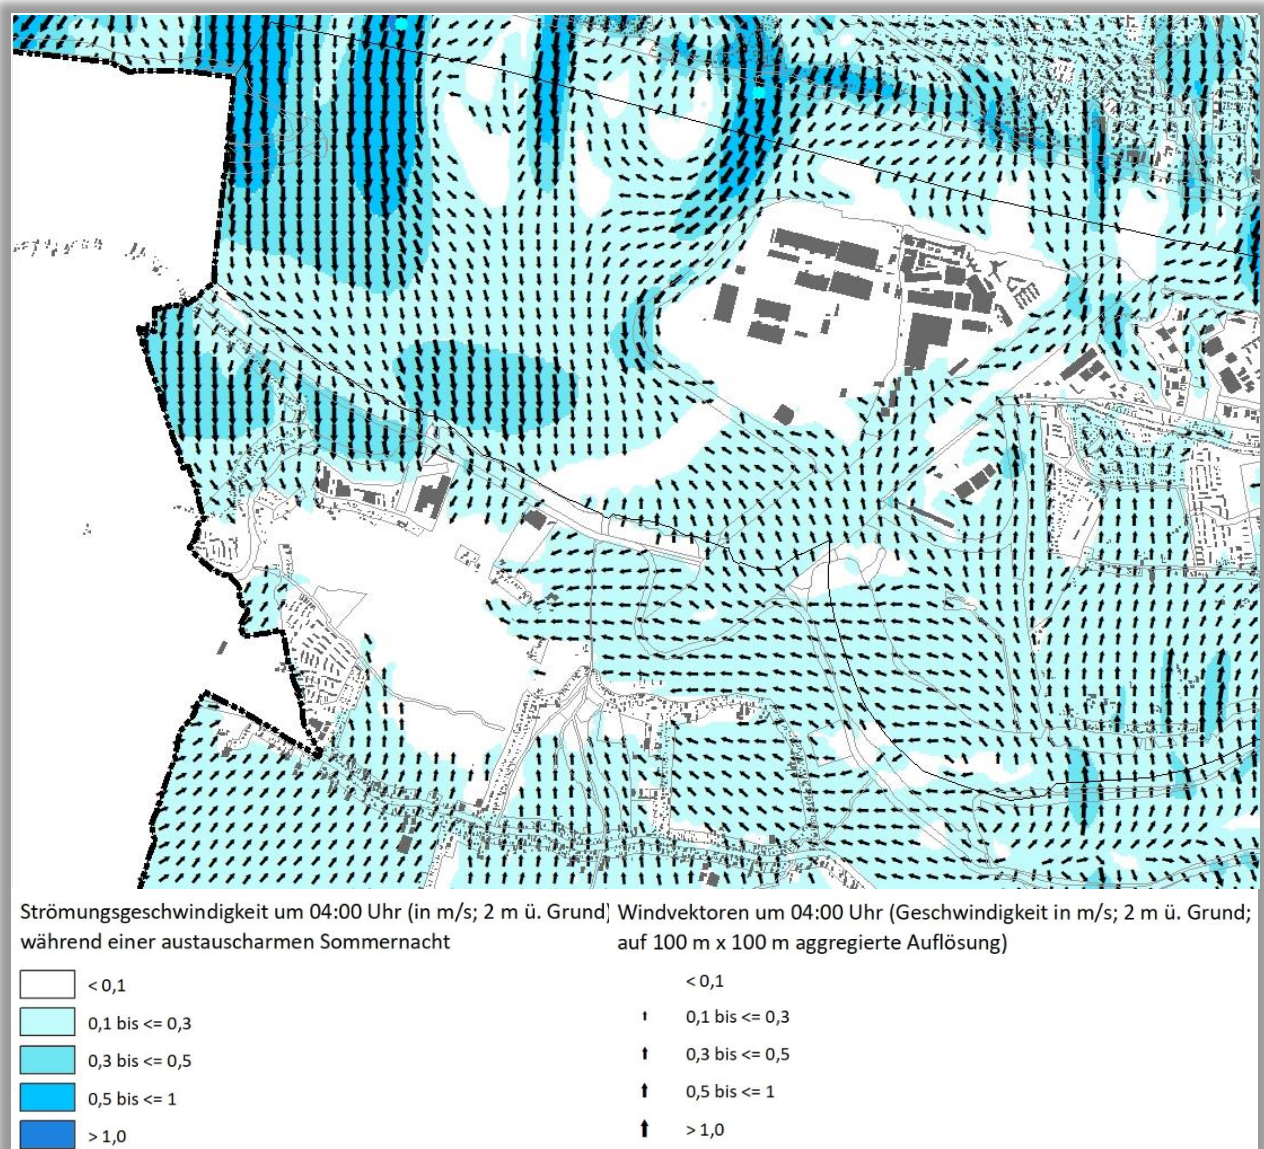 Strömungsgeschwindigkeit um 04:00 Uhr (in m/s; 2 m ü. Grund)
während einer austauscharmen Sommernacht
< 0,1
0,1 bis <= 0,3
0,3 bis <= 0,5
0,5 bis <= 1
> 1,0
Windvektoren um 04:00 Uhr (Geschwindigkeit in m/s; 2 m ü. Grund;
auf 100 m x 100 m aggregierte Auflösung)
< 0,1
0,1 bis <= 0,3
0,3 bis <= 0,5
0,5 bis <= 1
> 1,0